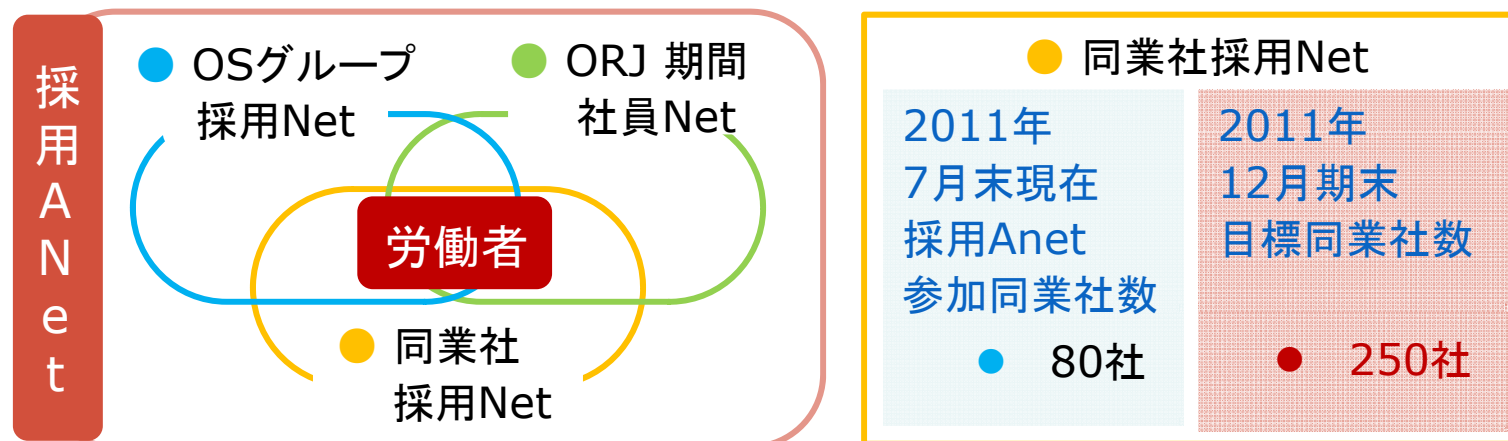 採用ANet
OSグループ
採用Net
ORJ 期間
社員Net
労働者
同業社
採用Net
同業社採用Net
2011年
7月末現在
採用Anet
参加同業社数
80社
2011年
12月期末
目標同業社数
250社